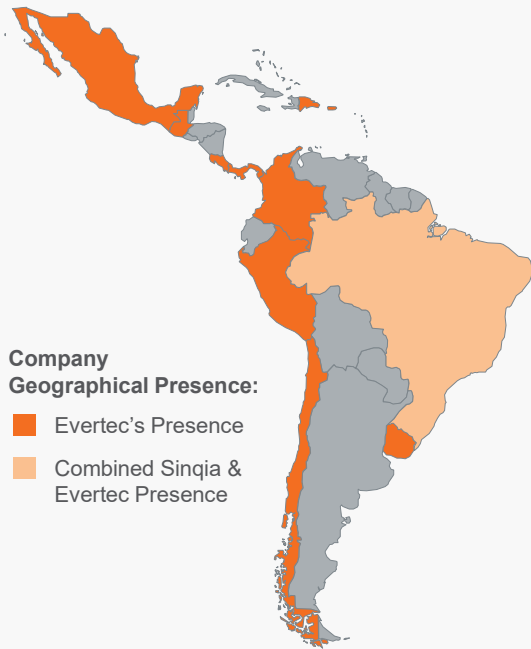 Company
Geographical Presence:
Evertec's Presence
Combined Sinqia &
Evertec Presence